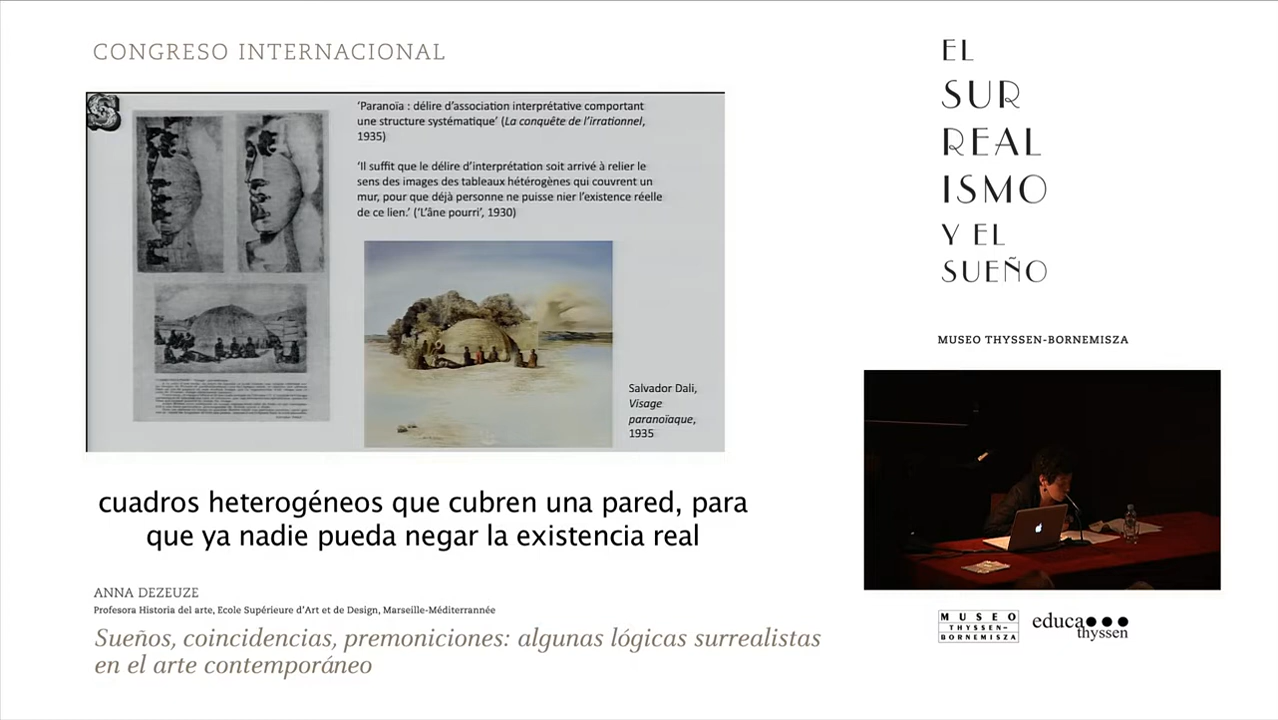 CONGRESO INTERNACIONAL
'Paranoïa : délire d'association interprétative comportant
une structure systématique' (La conquête de l'irrationnel,
1935)
'Il suffit que le délire d'interprétation soit arrivé à relier le
sens des images des tableaux hétérogènes qui couvrent un
mur, pour que déjà personne ne puisse nier l'existence réelle
de ce lien.' ('L'âne pourri', 1930)
Salvador Dali,
Visage
paranoïaque,
1935
cuadros heterogéneos que cubren una pared, para
que ya nadie pueda negar la existencia real
ANNA DEZEUZE
Profesora Historia del arte, Ecole Supérieure d'Art et de Design, Marseille-Méditerrannée
Sueños, coincidencias, premoniciones: algunas lógicas surrealistas
en el arte contemporáneo
EL
SUR
REAL
ISMO
Y EL
SUEÑO
MUSEO THYSSEN-BORNEMISZA
MUSEO
THYSSEN-
BORNEMISZA
educa
thyssen